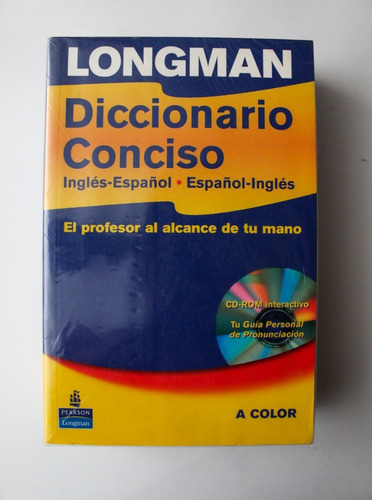 LONGMAN
Diccionario
Conciso
Inglés-Español • Español-Inglés
El profesor al alcance de tu mano
CD-ROM interactivo
Tu Guía Personal
de Pronunciación
A COLOR
PEARSON
Longman